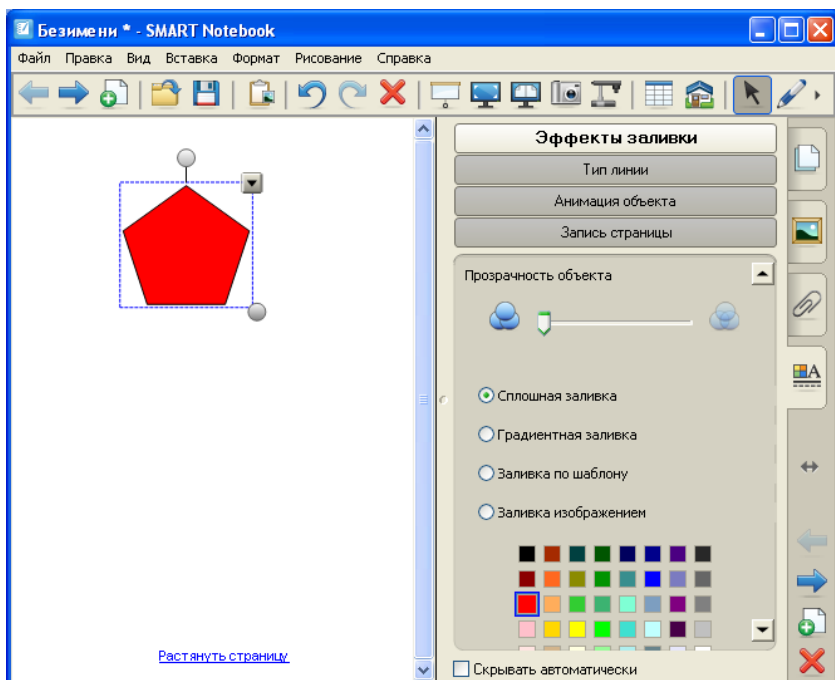 Безимени * - SMART Notebook
Файл Правка Вид Вставка Формат Рисование Справка
Эффекты заливки
Тип линии
Анимация объекта
Запись страницы
Прозрачность объекта
Сплошная заливка
Градиентная заливка
Заливка по шаблону
Заливка изображением
Растянуть страницу
Скрывать автоматически